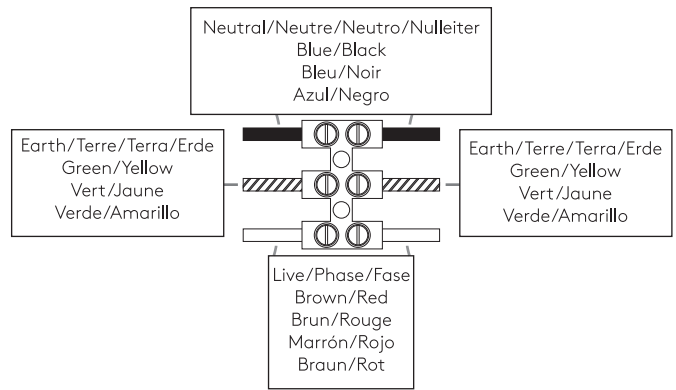 Neutral/Neutre/Neutro/Nulleiter
Blue/Black
Bleu/Noir
Azul/Negro
Earth/Terre/Terra/Erde
Green/Yellow
Vert/Jaune
Verde/Amarillo
Earth/Terre/Terra/Erde
Green/Yellow
Vert/Jaune
Verde/Amarillo
Live/Phase/Fase
Brown/Red
Brun/Rouge
Marrón/Rojo
Braun/Rot